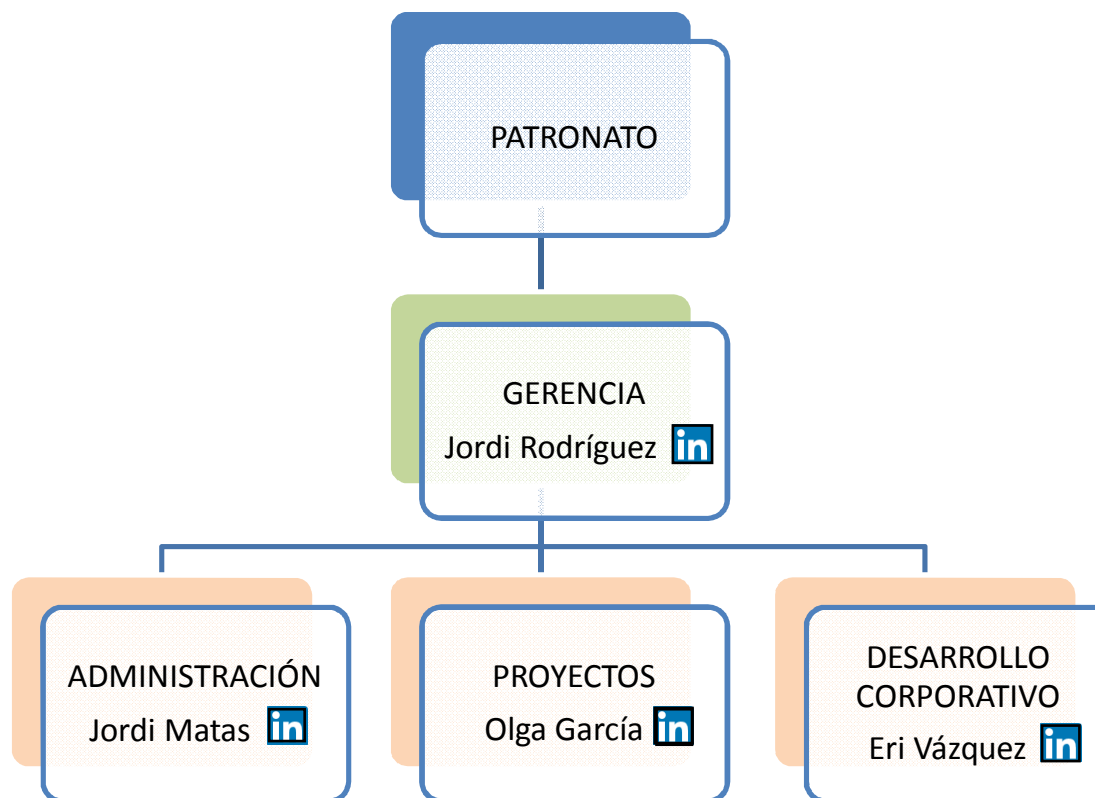 PATRONATO
GERENCIA
Jordi Rodríguez in
ADMINISTRACIÓN
Jordi Matas in
PROYECTOS
Olga García in
DESARROLLO
CORPORATIVO
Eri Vázquez in